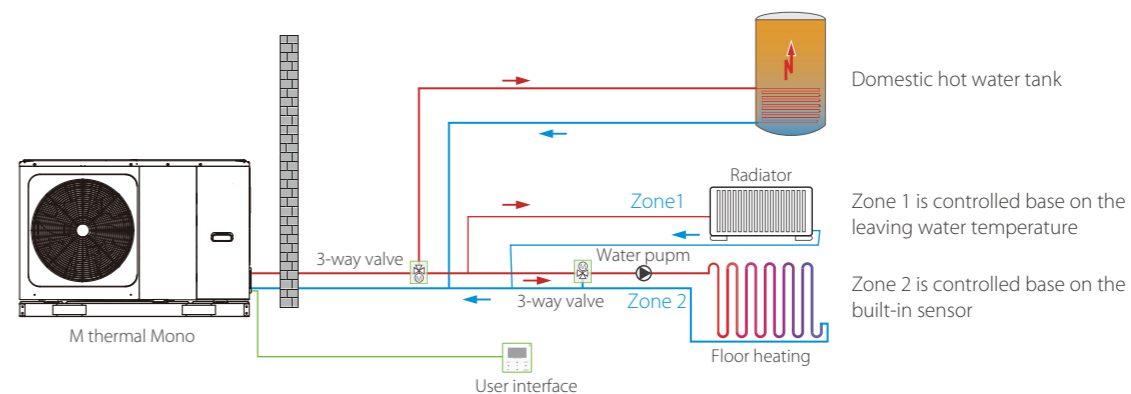 Domestic hot water tank
Radiator
Zone1
Zone 1 is controlled base on the
leaving water temperature
3-way valve
Water pupm
3-way valve
Zone 2
Zone 2 is controlled base on the
built-in sensor
M thermal Mono
Floor heating
User interface